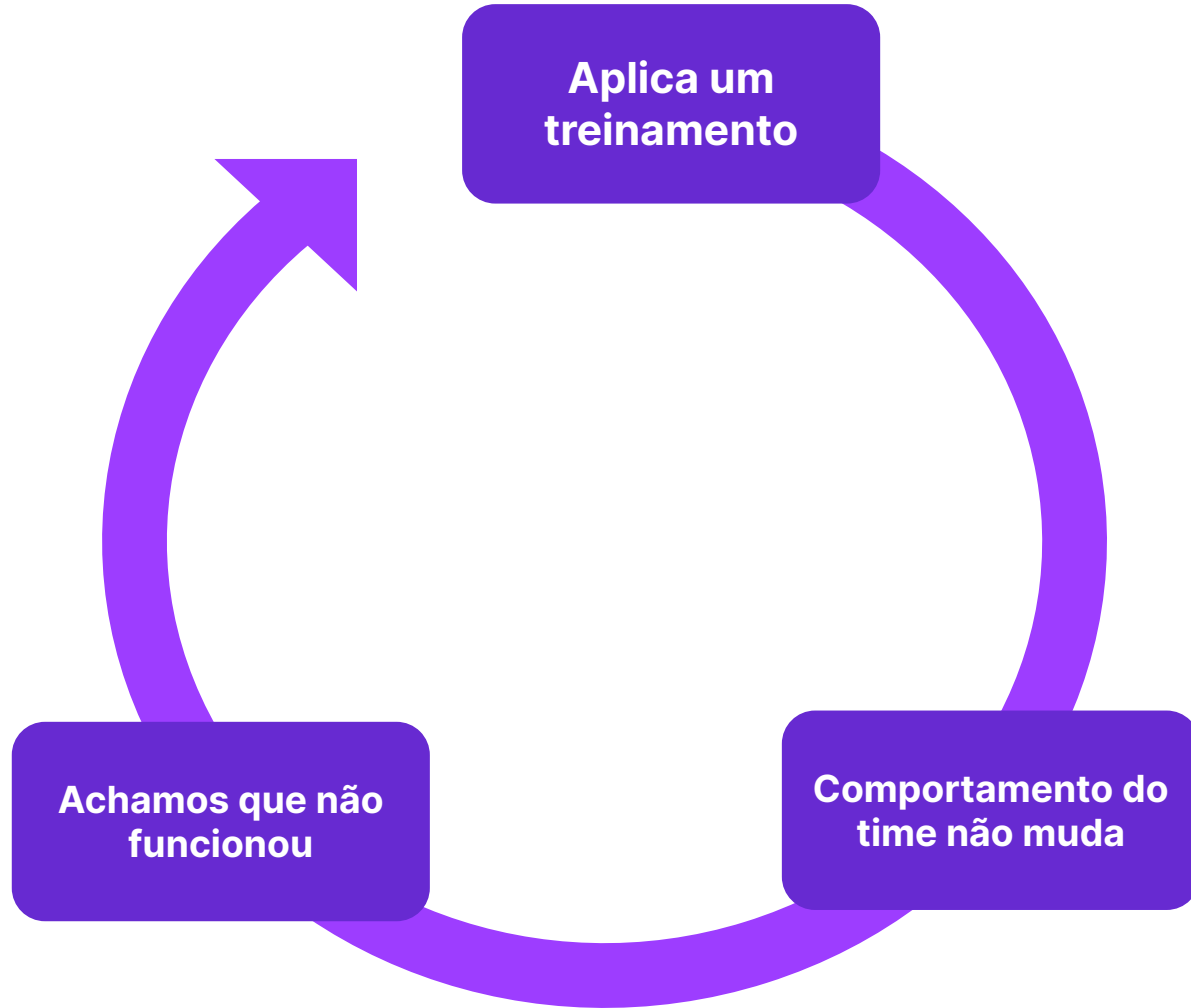 Aplica um
treinamento
Comportamento do
time não muda
Achamos que não
funcionou